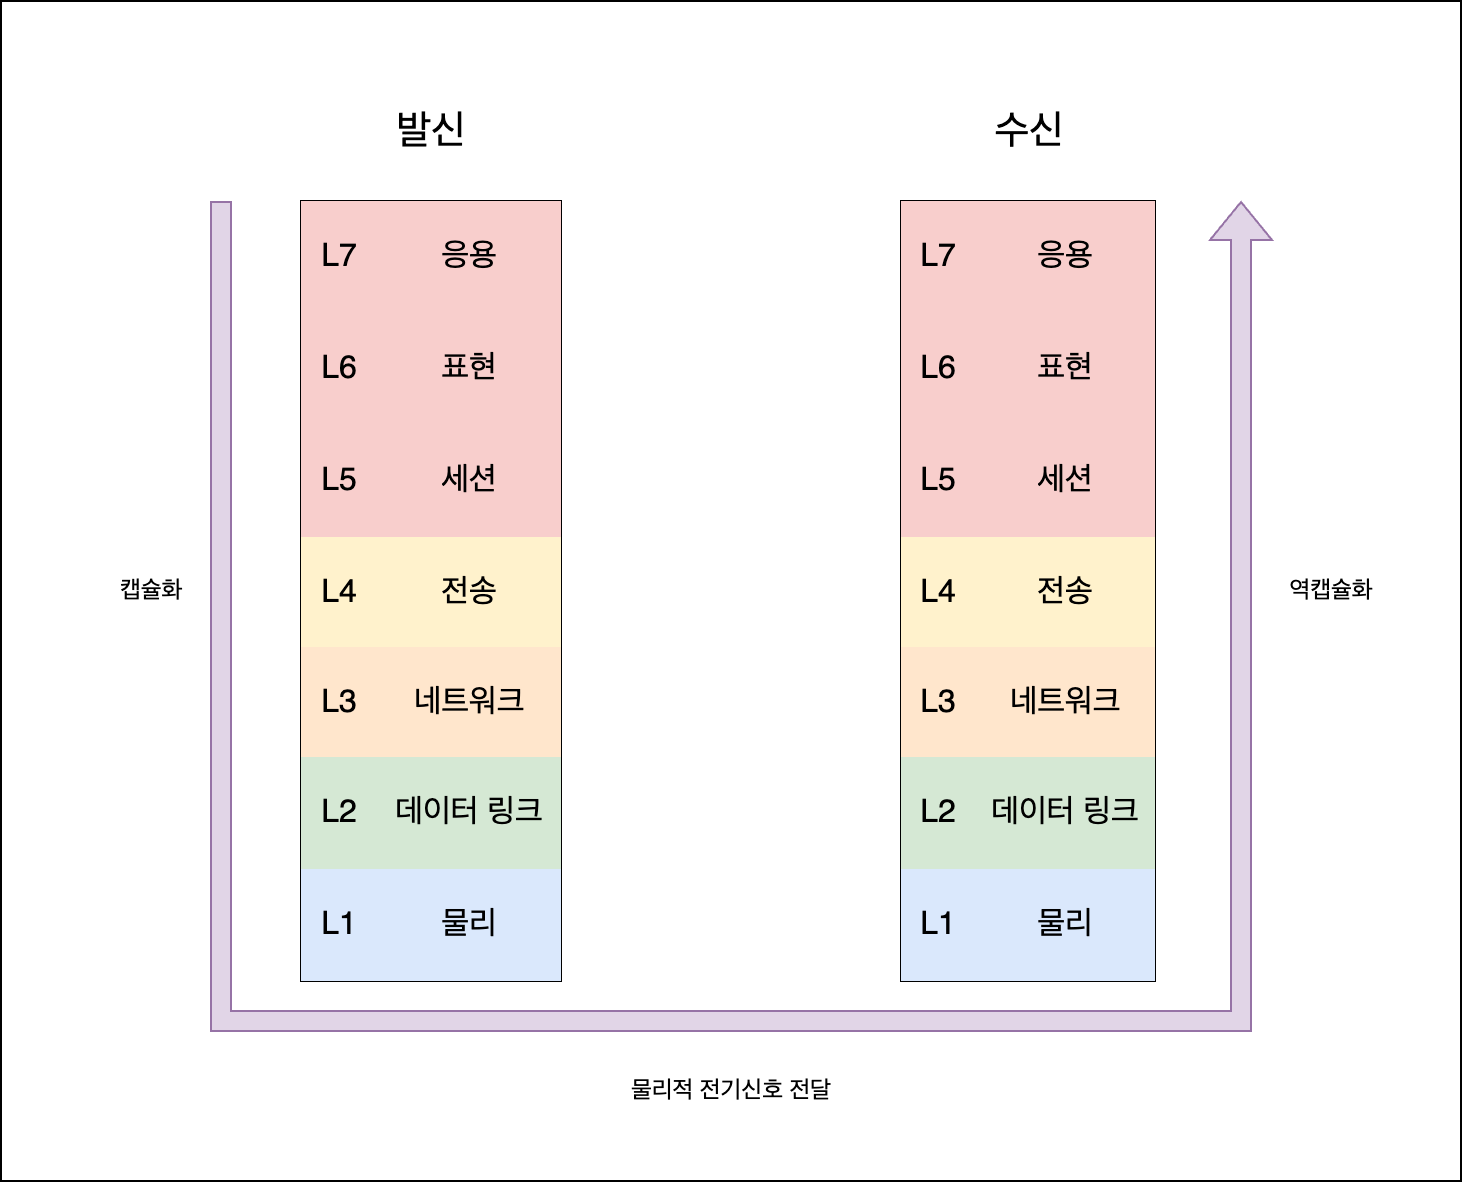 발신
수신
L7 응용
L6 표현
L5 세션
L4 전송
L3 네트워크
L2 데이터 링크
L1 물리
L7 응용
L6 표현
L5 세션
L4 전송
L3 네트워크
L2 데이터 링크
L1 물리
캡슐화
역캡슐화
물리적 전기신호 전달